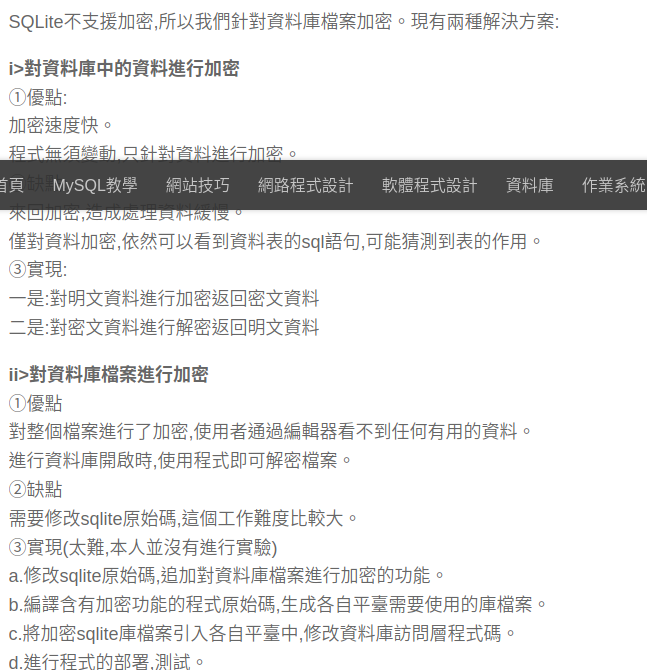 SQLite不支援加密,所以我們針對資料庫檔案加密。現有兩種解決方案:
i>對資料庫中的資料進行加密
①優點:
加密速度快。
程式無須變動,只針對資料進行加密。
首頁 MySQL教學 網站技巧 網路程式設計 軟體程式設計 資料庫 作業系統
來回加密,造成處理資料緩慢。
僅對資料加密,依然可以看到資料表的sql語句,可能猜測到表的作用。
③實現:
一是:對明文資料進行加密返回密文資料
二是:對密文資料進行解密返回明文資料
ii>對資料庫檔案進行加密
①優點
對整個檔案進行了加密,使用者通過編輯器看不到任何有用的資料。
進行資料庫開啟時,使用程式即可解密檔案。
②缺點
需要修改sqlite原始碼,這個工作難度比較大。
③實現(太難,本人並沒有進行實驗)
a.修改sqlite原始碼,追加對資料庫檔案進行加密的功能。
b.編譯含有加密功能的程式原始碼,生成各自平臺需要使用的庫檔案。
c.將加密sqlite庫檔案引入各自平臺中,修改資料庫訪問層程式碼。
d.進行程式的部署,測試。